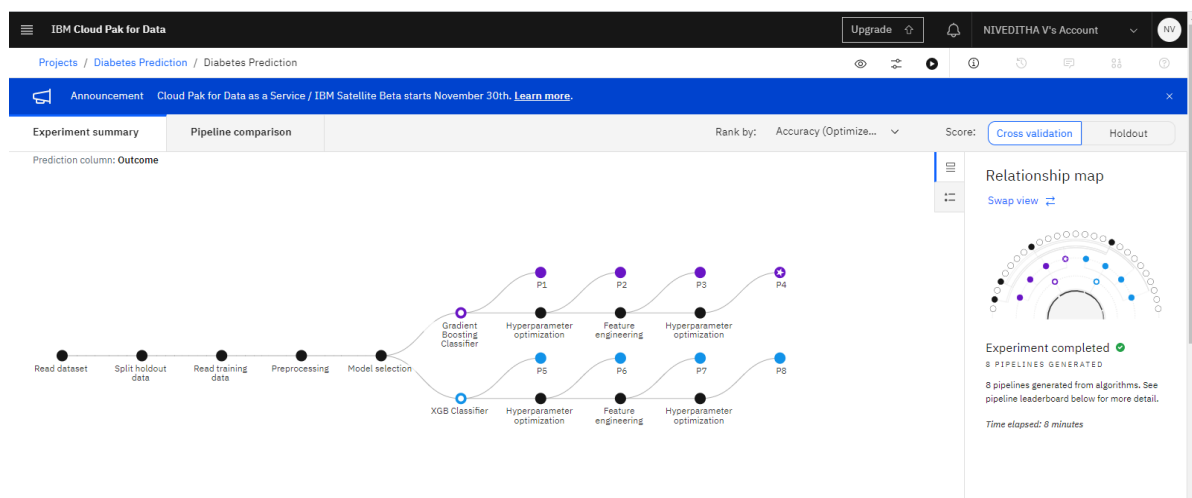 IBM Cloud Pak for Data
Upgrade
NIVEDITHA V's Account
NV
Projects / Diabetes Prediction / Diabetes Prediction
Announcement Cloud Pak for Data as a Service / IBM Satellite Beta starts November 30th. Learn more.
Experiment summary
Pipeline comparison
Rank by: Accuracy (Optimize...
Score: Cross validation Holdout
Prediction column: Outcome
Relationship map
Swap view
P1
P2
P3
P4
Gradient
Boosting
Classifier
Hyperparameter
optimization
Feature
engineering
Hyperparameter
optimization
Read dataset
Split holdout
data
Read training
data
Preprocessing
Model selection
P5
P6
P7
P8
XGB Classifier
Hyperparameter
optimization
Feature
engineering
Hyperparameter
optimization
Experiment completed
8 PIPELINES GENERATED
8 pipelines generated from algorithms. See
pipeline leaderboard below for more detail.
Time elapsed: 8 minutes